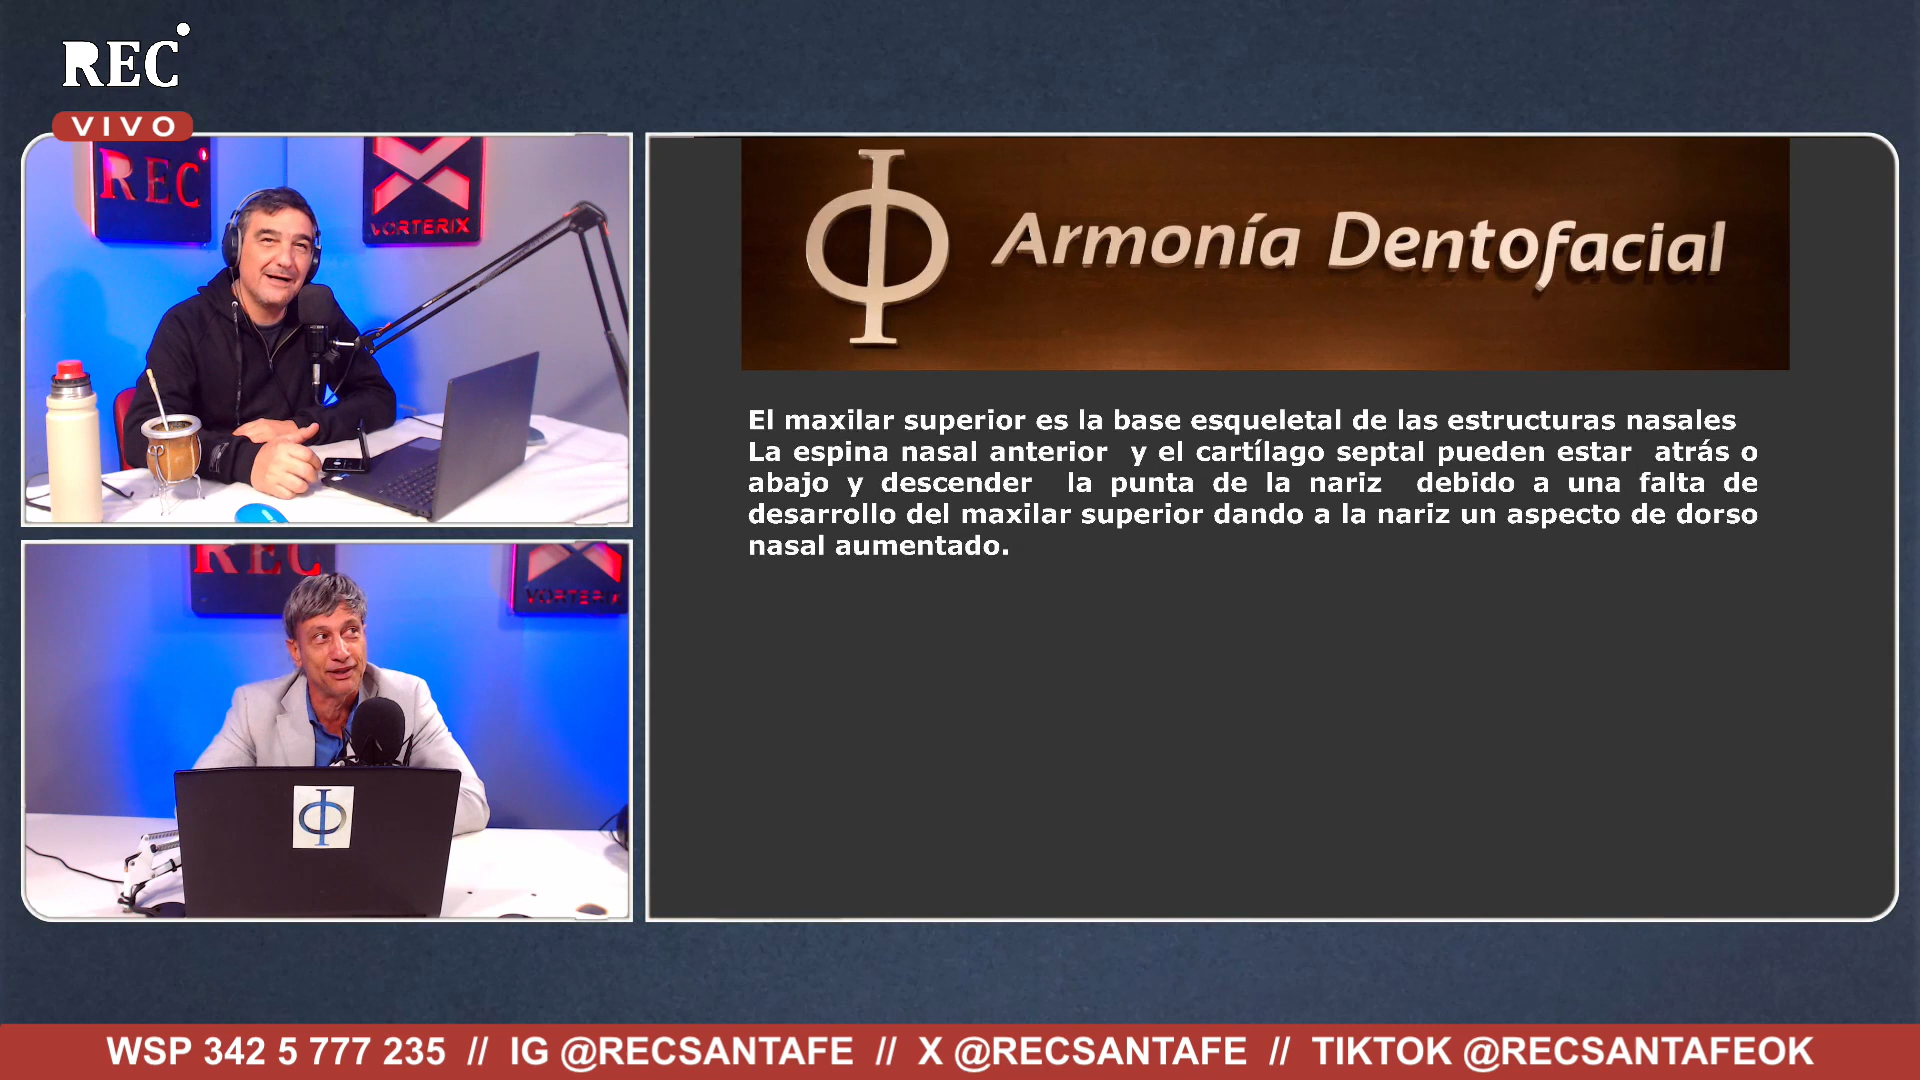 REC
VIVO
REC
VORTERIX
REC
VORTERIX
Φ Armonía Dentofacial
El maxilar superior es la base esqueletal de las estructuras nasales
La espina nasal anterior y el cartílago septal pueden estar atrás o
abajo y descender la punta de la nariz debido a una falta de
desarrollo del maxilar superior dando a la nariz un aspecto de dorso
nasal aumentado.
Φ
WSP 342 5 777 235 // IG @RECSANTAFE // X @RECSANTAFE // TIKTOK @RECSANTAFEOK